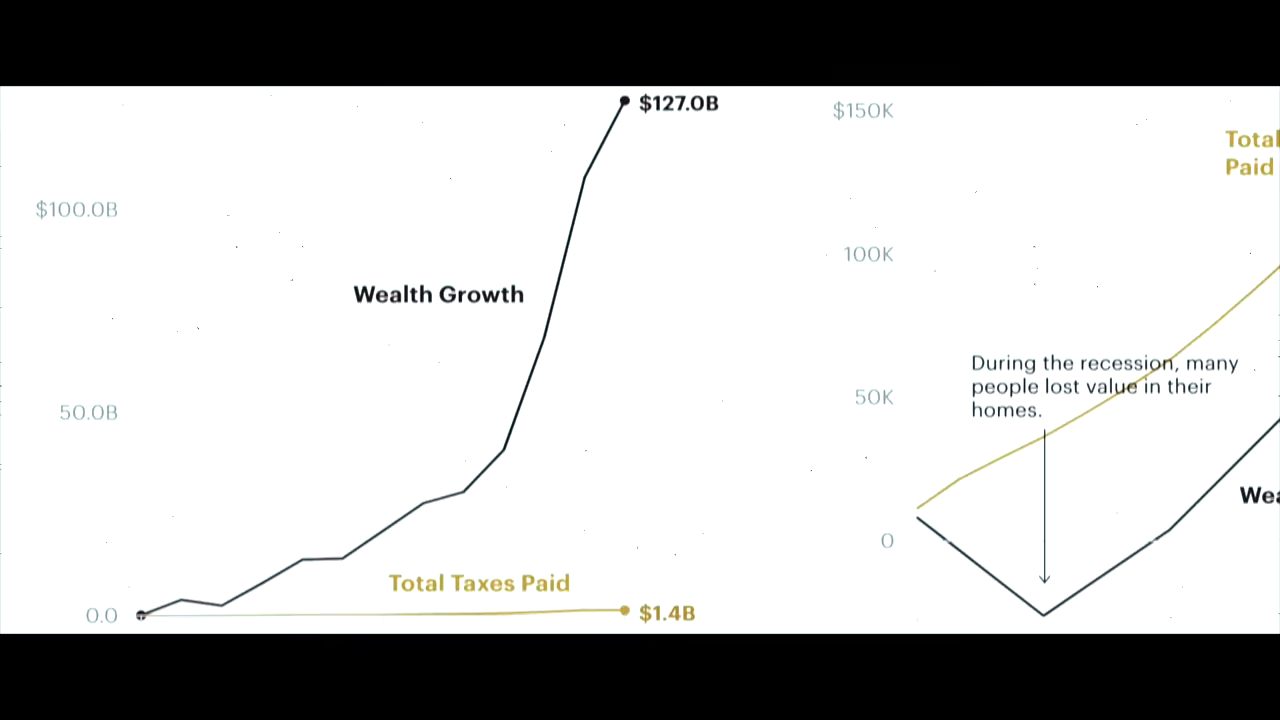 $127.0B
$100.0B
Wealth Growth
50.0B
Total Taxes Paid
0.0
$1.4B
$150K
Total
Paid
100K
During the recession, many
people lost value in their
homes.
50K
0